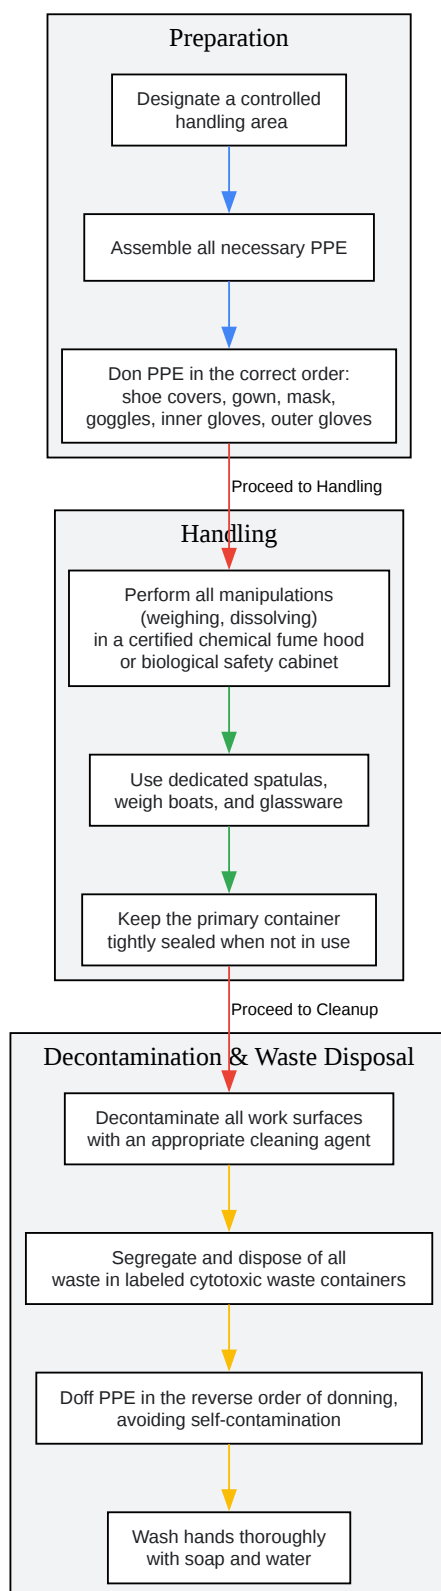 Preparation
Designate a controlled
handling area
Assemble all necessary PPE
Don PPE in the correct order:
shoe covers, gown, mask,
goggles, inner gloves, outer gloves
Proceed to Handling
Handling
Perform all manipulations
(weighing, dissolving)
in a certified chemical fume hood
or biological safety cabinet
Use dedicated spatulas,
weigh boats, and glassware
Keep the primary container
tightly sealed when not in use
Proceed to Cleanup
Decontamination & Waste Disposal
Decontaminate all work surfaces
with an appropriate cleaning agent
Segregate and dispose of all
waste in labeled cytotoxic waste containers
Doff PPE in the reverse order of donning,
avoiding self-contamination
Wash hands thoroughly
with soap and water